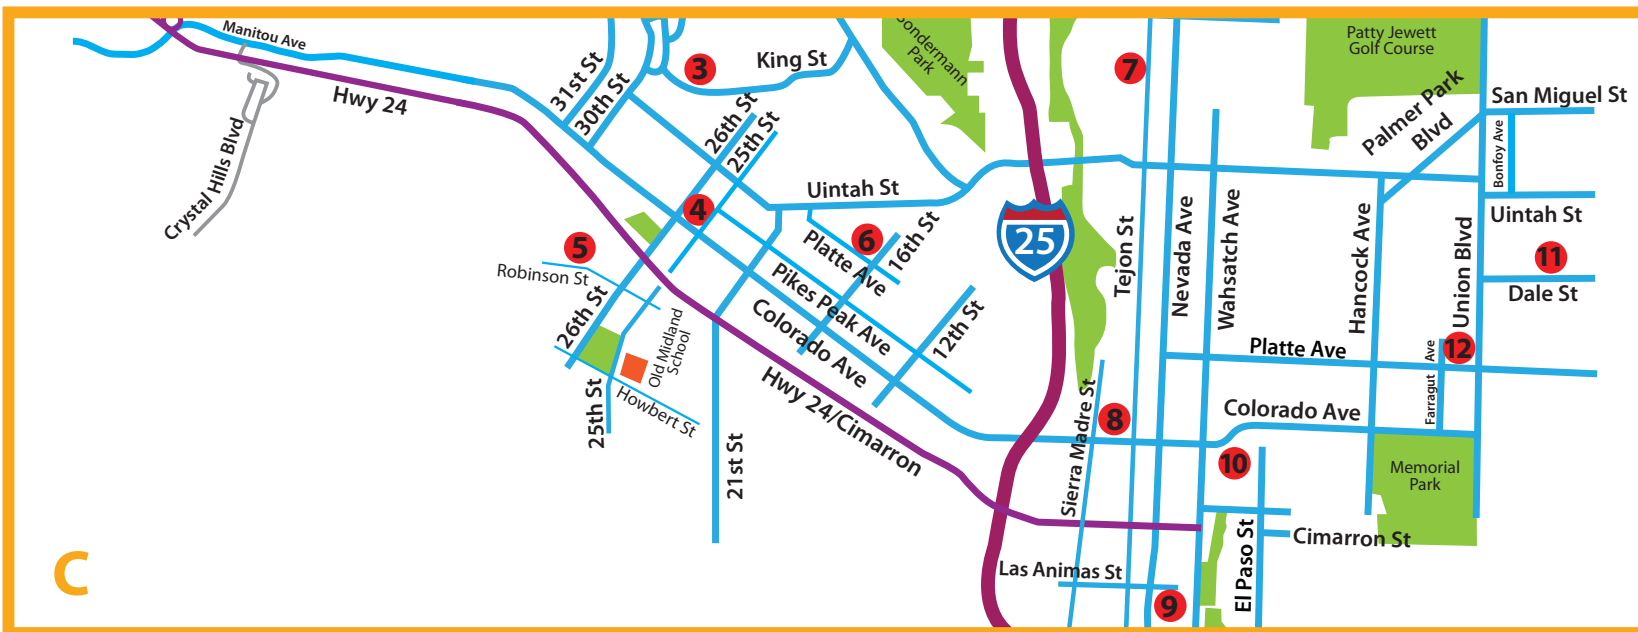 Manitou Ave
Hwy 24
Crystal Hills Blvd
31st St
30th St
3
King St
26th St
25th St
Sondermann
Park
7
Patty Jewett
Golf Course
Palmer Park
Blvd
San Miguel St
Bonfoy Ave
Uintah St
4
Uintah St
5
Robinson St
6
16th St
Platte Ave
Pikes Peak Ave
Colorado Ave
12th St
25
Tejon St
Nevada Ave
Wahsatch Ave
Hancock Ave
Union Blvd
11
Dale St
26th St
Old Midland
School
Howbert St
25th St
21st St
Hwy 24/Cimarron
Platte Ave
12
Farragut Ave
Colorado Ave
Sierra Madre St
8
10
Memorial
Park
Cimarron St
El Paso St
Las Animas St
9
C